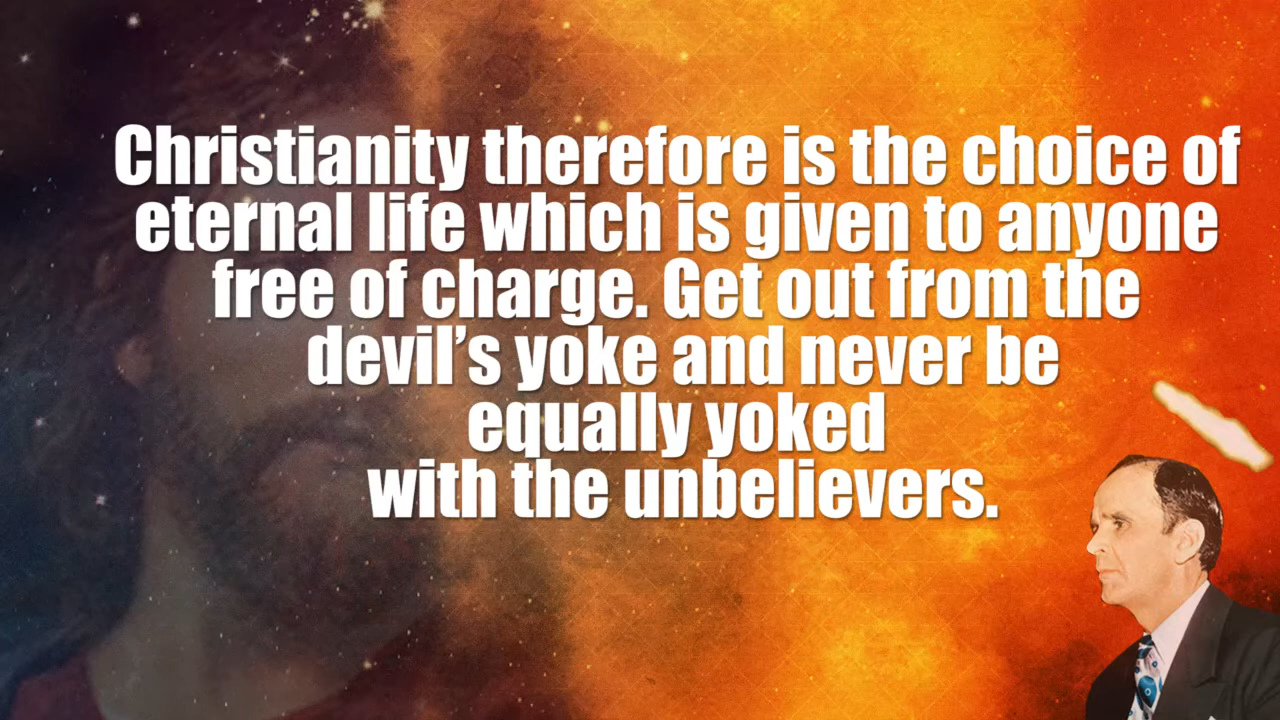 Christianity therefore is the choice of
eternal life which is given to anyone
free of charge. Get out from the
devil’s yoke and never be
equally yoked
with the unbelievers.